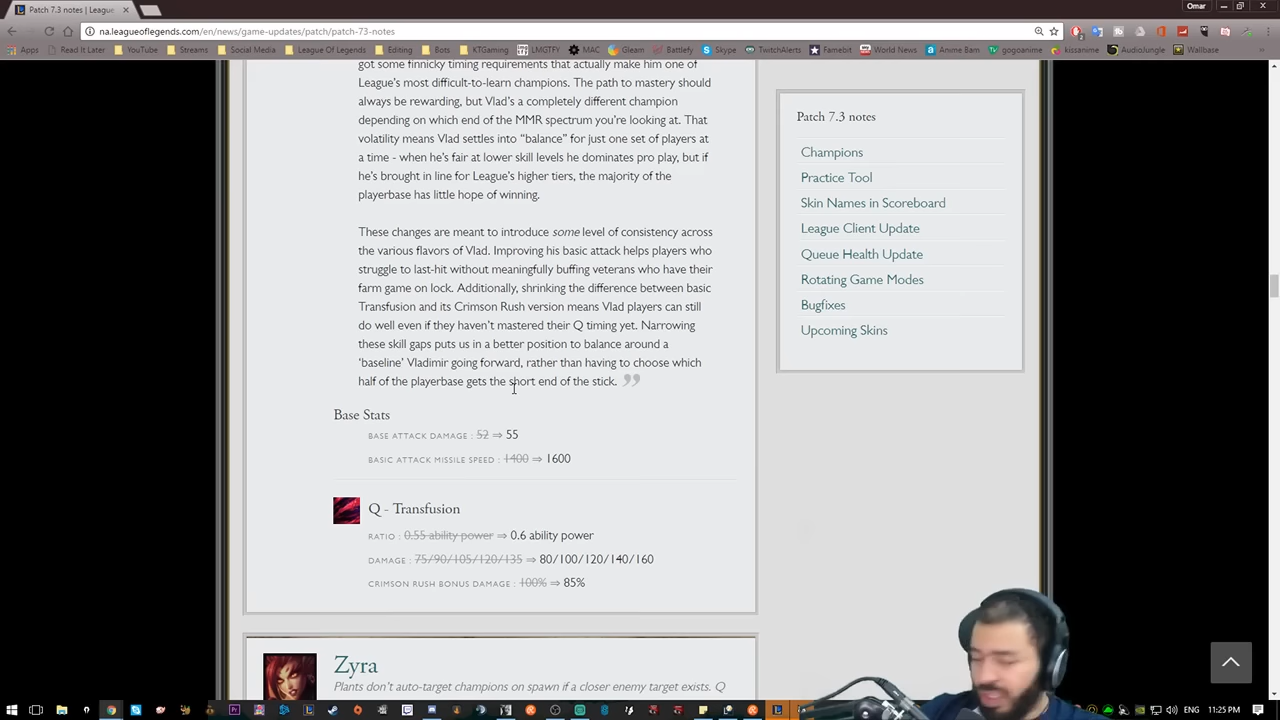 Patch 7.3 notes | League
Omar
na.leagueoflegends.com/en/news/game-updates/patch/patch-73-notes
Apps Read It Later YouTube Streams Social Media League Of Legends Editing Bots KTGaming LMGTFY MAC Gleam Battlefy Skype TwitchAlerts Famebit World News Anime Bam gogoanime kissanime AudioJungle Wallbase
got some finnicky timing requirements that actually make him one of
League's most difficult-to-learn champions. The path to mastery should
always be rewarding, but Vlad's a completely different champion
depending on which end of the MMR spectrum you're looking at. That
volatility means Vlad settles into "balance" for just one set of players at
a time - when he's fair at lower skill levels he dominates pro play, but if
he's brought in line for League's higher tiers, the majority of the
playerbase has little hope of winning.
These changes are meant to introduce some level of consistency across
the various flavors of Vlad. Improving his basic attack helps players who
struggle to last-hit without meaningfully buffing veterans who have their
farm game on lock. Additionally, shrinking the difference between basic
Transfusion and its Crimson Rush version means Vlad players can still
do well even if they haven't mastered their Q timing yet. Narrowing
these skill gaps puts us in a better position to balance around a
'baseline' Vladimir going forward, rather than having to choose which
half of the playerbase gets the short end of the stick. ”
Base Stats
BASE ATTACK DAMAGE : 52 ⇒ 55
BASIC ATTACK MISSILE SPEED : 1400 ⇒ 1600
Q - Transfusion
RATIO : 0.55 ability power ⇒ 0.6 ability power
DAMAGE : 75/90/105/120/135 ⇒ 80/100/120/140/160
CRIMSON RUSH BONUS DAMAGE : 100% ⇒ 85%
Zyra
Plants don't auto-target champions on spawn if a closer enemy target exists. Q
Patch 7.3 notes
Champions
Practice Tool
Skin Names in Scoreboard
League Client Update
Queue Health Update
Rotating Game Modes
Bugfixes
Upcoming Skins
ENG 11:25 PM